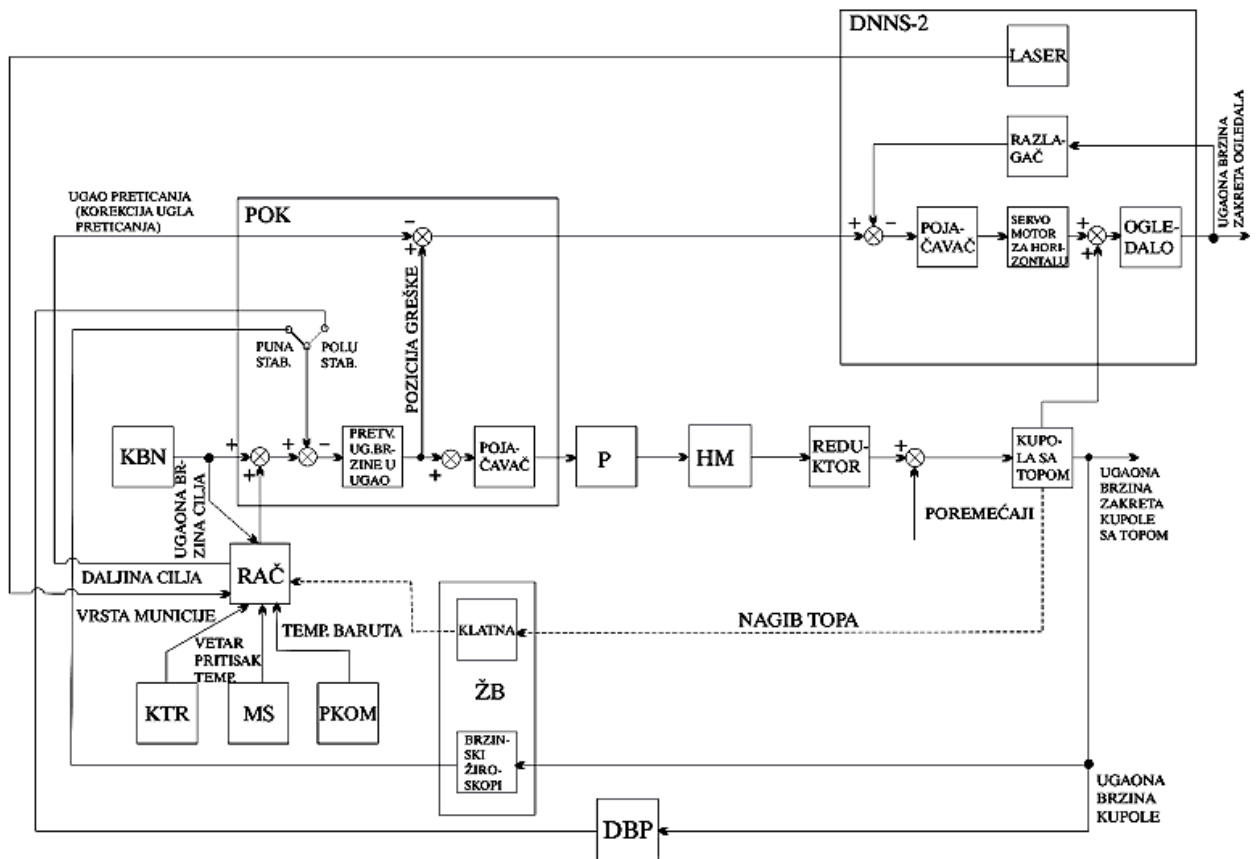 DNNS-2
LASER
RAZLA-
GAČ
UGAONA BRZINA
ZAKRETA OGLEDALA
UGAO PRETICANJA
(KOREKCIJA UGLA
PRETICANJA)
POK
−
+
+
−
POJA-
ČAVAČ
SERVO
MOTOR
ZA HORI-
ZONTALU
+
+
OGLE-
DALO
PUNA
STAB.
POLU
STAB.
POZICIJA GREŠKE
KBN
UGAONA BR-
ZINA CILJA
+
+
+
−
PRETV.
UG.BR-
ZINE U
UGAO
+
POJA-
ČAVAČ
P
HM
REDU-
KTOR
+
POREMEĆAJI
KUPO-
LA SA
TOPOM
UGAONA
BRZINA
ZAKRETA
KUPOLE
SA TOPOM
RAČ
DALJINA CILJA
VRSTA MUNICIJE
VETAR
PRITISAK
TEMP.
TEMP. BARUTA
KTR
MS
PKOM
KLATNA
ŽB
BRZIN-
SKI
ŽIRO-
SKOPI
NAGIB TOPA
DBP
UGAONA
BRZINA
KUPOLE